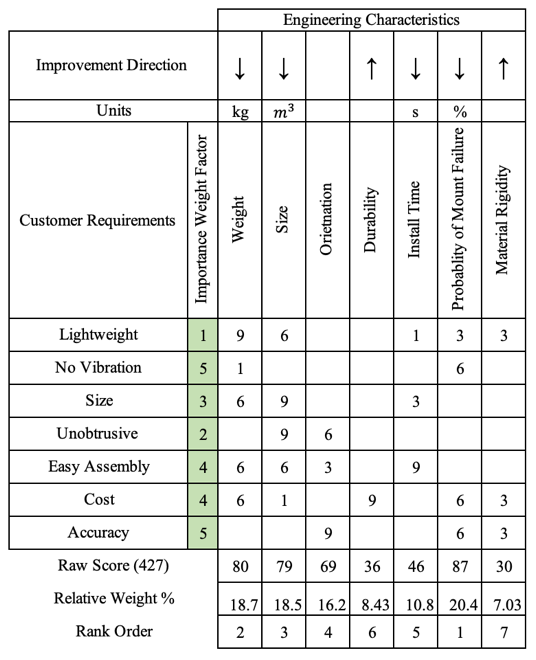 Engineering Characteristics
Improvement Direction ↓ ↓ ↑ ↓ ↓ ↑
Units kg m³ s %
Customer Requirements Importance Weight Factor Weight Size Orietnation Durability Install Time Probablity of Mount Failure Material Rigidity
Lightweight 1 9 6 1 3 3
No Vibration 5 1 6
Size 3 6 9 3
Unobtrusive 2 9 6
Easy Assembly 4 6 6 3 9
Cost 4 6 1 9 6 3
Accuracy 5 9 6 3
Raw Score (427) 80 79 69 36 46 87 30
Relative Weight % 18.7 18.5 16.2 8.43 10.8 20.4 7.03
Rank Order 2 3 4 6 5 1 7